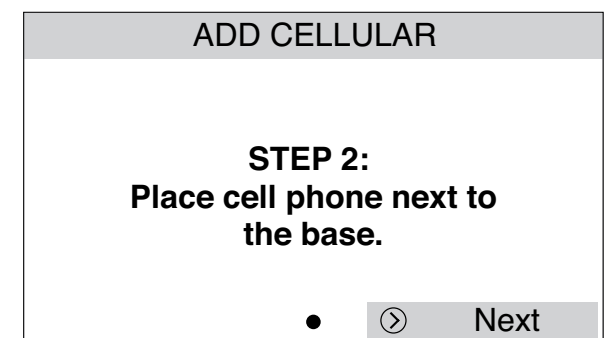 ADD CELLULAR
STEP 2:
Place cell phone next to
the base.
Next